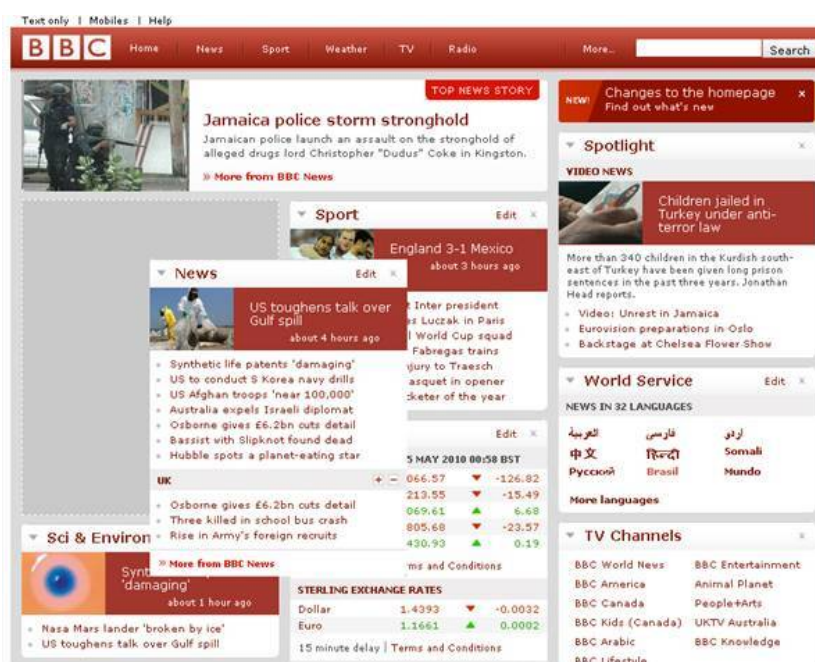 Text only | Mobiles | Help
BBC Home News Sport Weather TV Radio More... Search
TOP NEWS STORY
Jamaica police storm stronghold
Jamaican police launch an assault on the stronghold of
alleged drugs lord Christopher "Dudus" Coke in Kingston.
» More from BBC News
NEW! Changes to the homepage x
Find out what's new
Spotlight x
VIDEO NEWS
Children jailed in
Turkey under anti-
terror law
More than 340 children in the Kurdish south-
east of Turkey have been given long prison
sentences in the past three years. Jonathan
Head reports.
Video: Unrest in Jamaica
Eurovision preparations in Oslo
Backstage at Chelsea Flower Show
Sport Edit x
England 3-1 Mexico
about 3 hours ago
Inter president
Luczak in Paris
World Cup squad
Fabregas trains
to Traesch
in opener
of the year
News Edit x
US toughens talk over
Gulf spill
about 4 hours ago
Synthetic life patents 'damaging'
US to conduct S Korea navy drills
US Afghan troops 'near 100,000'
Australia expels Israeli diplomat
Osborne gives £6.2bn cuts detail
Bassist with Slipknot found dead
Hubble spots a planet-eating star
UK + −
Osborne gives £6.2bn cuts detail
Three killed in school bus crash
Rise in Army's foreign recruits
» More from BBC News
Edit x
MAY 2010 00:58 BST
066.57 ▼ -126.82
213.55 ▼ -15.49
069.61 ▲ 6.68
805.68 ▼ -23.57
430.93 ▲ 0.19
and Conditions
STERLING EXCHANGE RATES
Dollar 1.4393 ▼ -0.0032
Euro 1.1661 ▲ 0.0002
15 minute delay | Terms and Conditions
Sci &
'damaging'
about 1 hour ago
Nasa Mars lander 'broken by ice'
US toughens talk over Gulf spill
World Service Edit x
NEWS IN 32 LANGUAGES
العربية فارسی اردو
中文 हिन्दी Somali
Русский Brasil Mundo
More languages
TV Channels x
BBC World News BBC Entertainment
BBC America Animal Planet
BBC Canada People+Arts
BBC Kids (Canada) UKTV Australia
BBC Arabic BBC Knowledge
BBC Lifestyle